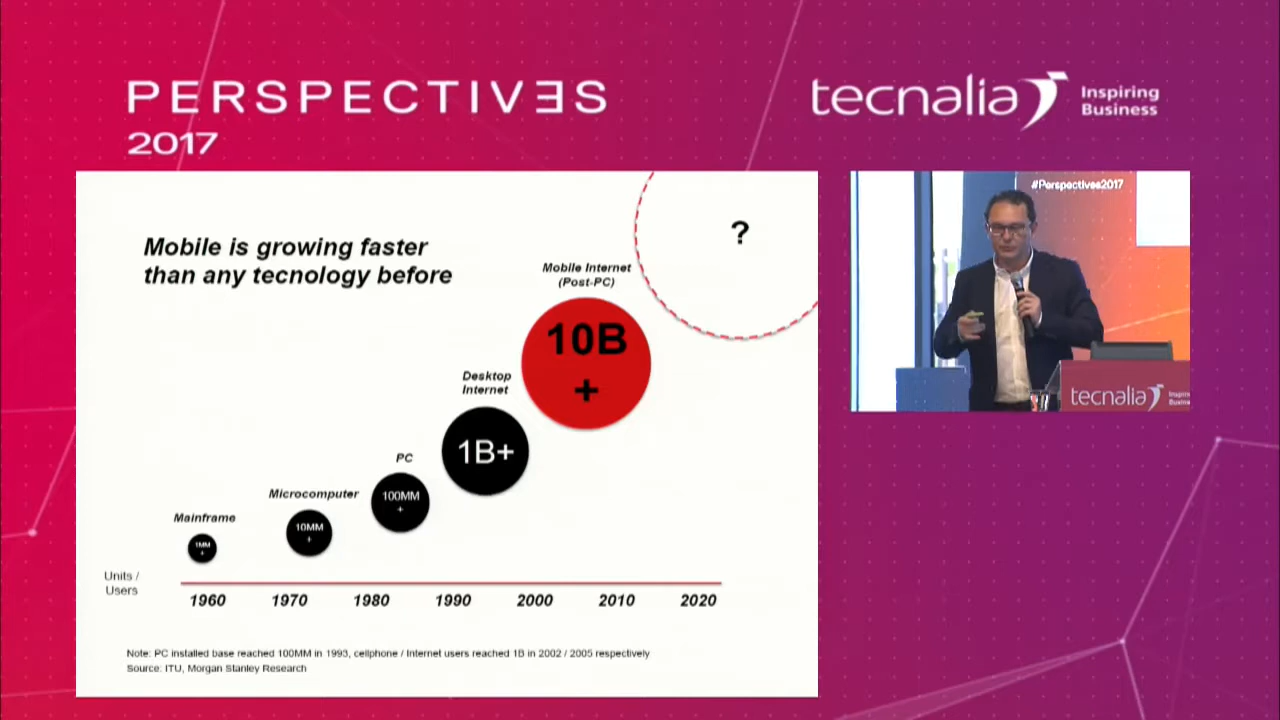 PERSPECTIVES
2017
tecnalia Inspiring
Business
Mobile is growing faster
than any tecnology before
?
Mobile Internet
(Post-PC)
10B
+
Desktop
Internet
1B+
PC
100MM
+
Microcomputer
10MM
+
Mainframe
1MM
+
Units /
Users
1960 1970 1980 1990 2000 2010 2020
Note: PC installed base reached 100MM in 1993, cellphone / Internet users reached 1B in 2002 / 2005 respectively
Source: ITU, Morgan Stanley Research
#Perspectives2017
tecnalia